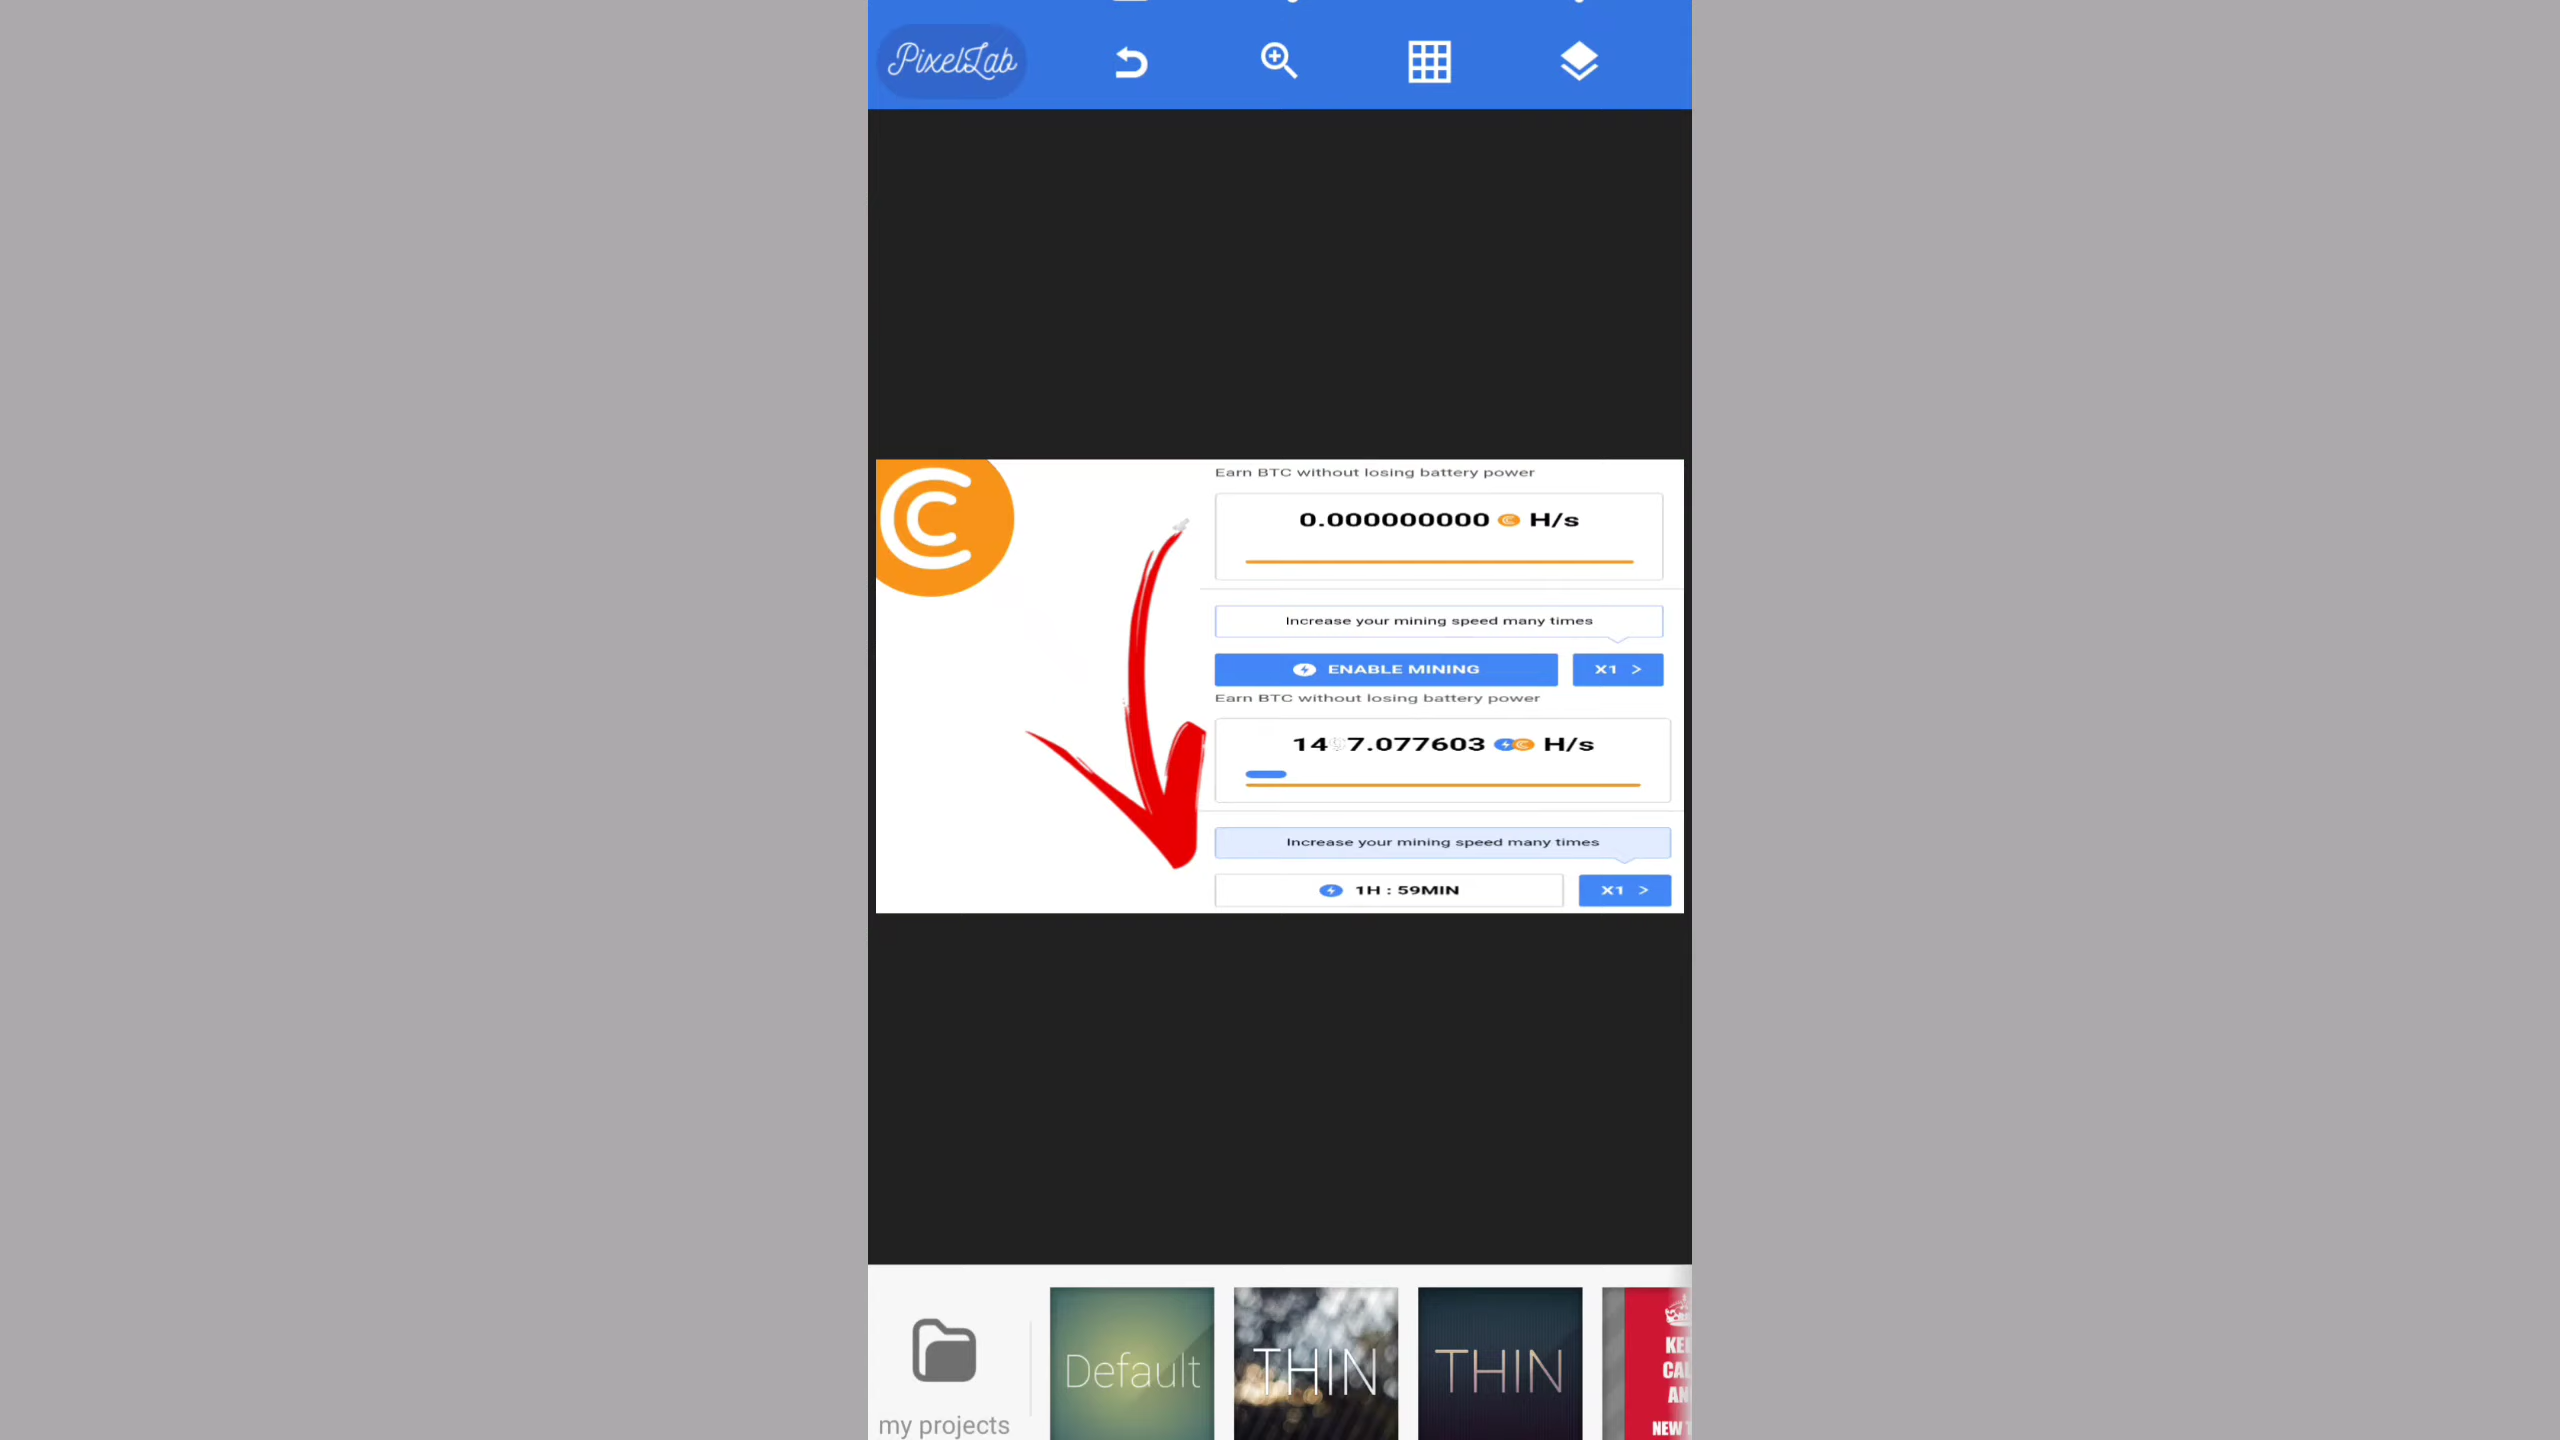 PixelLab
Earn BTC without losing battery power
0.000000000 H/s
Increase your mining speed many times
ENABLE MINING
X1 >
Earn BTC without losing battery power
7.077603 H/s
Increase your mining speed many times
1H : 59MIN
X1 >
my projects
Default
THIN
THIN